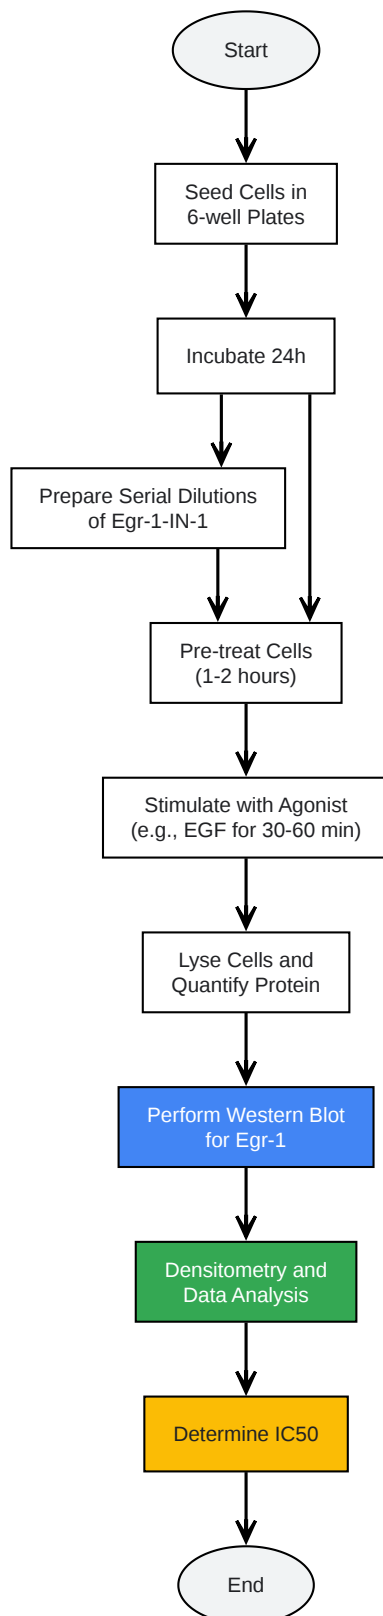 Start
Seed Cells in
6-well Plates
Incubate 24h
Prepare Serial Dilutions
of Egr-1-IN-1
Pre-treat Cells
(1-2 hours)
Stimulate with Agonist
(e.g., EGF for 30-60 min)
Lyse Cells and
Quantify Protein
Perform Western Blot
for Egr-1
Densitometry and
Data Analysis
Determine IC50
End